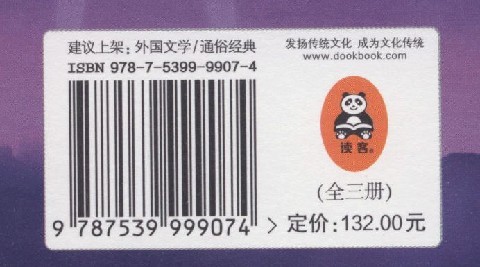 建议上架：外国文学/通俗经典
ISBN 978-7-5399-9907-4
9 787539 999074 >
发扬传统文化 成为文化传统
www.dookbook.com
读客®
(全三册)
定价：132.00元